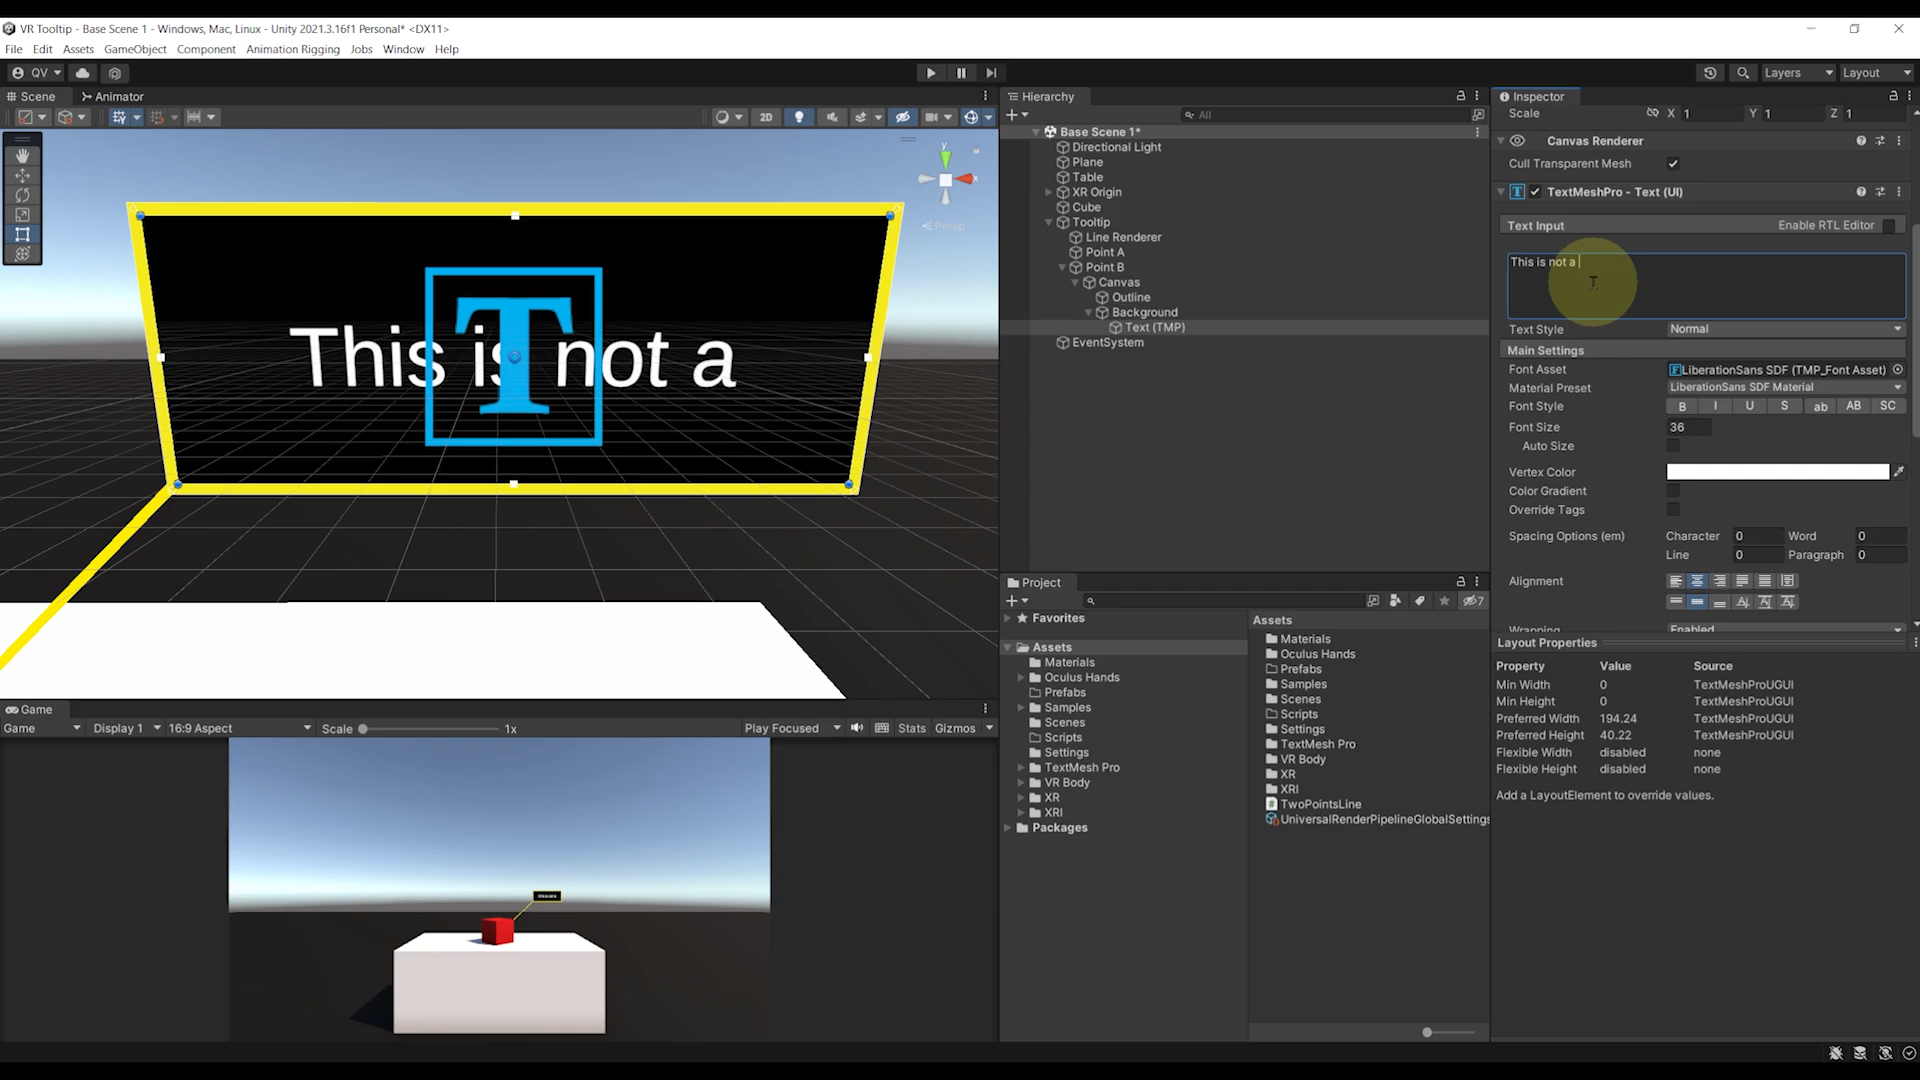 VR Tooltip - Base Scene 1 - Windows, Mac, Linux - Unity 2021.3.16f1 Personal* <DX11>
File Edit Assets GameObject Component Animation Rigging Jobs Window Help
QV Layers Layout
Scene Animator
2D
y
x
Persp
T
This is not a
Game
Game Display 1 16:9 Aspect Scale 1x Play Focused Stats Gizmos
Hierarchy
All
Base Scene 1*
Directional Light
Plane
Table
XR Origin
Cube
Tooltip
Line Renderer
Point A
Point B
Canvas
Outline
Background
Text (TMP)
EventSystem
Project
7
Favorites
Assets
Materials
Oculus Hands
Prefabs
Samples
Scenes
Scripts
Settings
TextMesh Pro
VR Body
XR
XRI
Packages
Assets
Materials
Oculus Hands
Prefabs
Samples
Scenes
Scripts
Settings
TextMesh Pro
VR Body
XR
XRI
TwoPointsLine
UniversalRenderPipelineGlobalSettings
Inspector
Scale X 1 Y 1 Z 1
Canvas Renderer
Cull Transparent Mesh
TextMeshPro - Text (UI)
Text Input Enable RTL Editor
This is not a
Text Style Normal
Main Settings
Font Asset LiberationSans SDF (TMP_Font Asset)
Material Preset LiberationSans SDF Material
Font Style B I U S ab AB SC
Font Size 36
Auto Size
Vertex Color
Color Gradient
Override Tags
Spacing Options (em) Character 0 Word 0
Line 0 Paragraph 0
Alignment
Wrapping Enabled
Layout Properties
Property Value Source
Min Width 0 TextMeshProUGUI
Min Height 0 TextMeshProUGUI
Preferred Width 194.24 TextMeshProUGUI
Preferred Height 40.22 TextMeshProUGUI
Flexible Width disabled none
Flexible Height disabled none
Add a LayoutElement to override values.